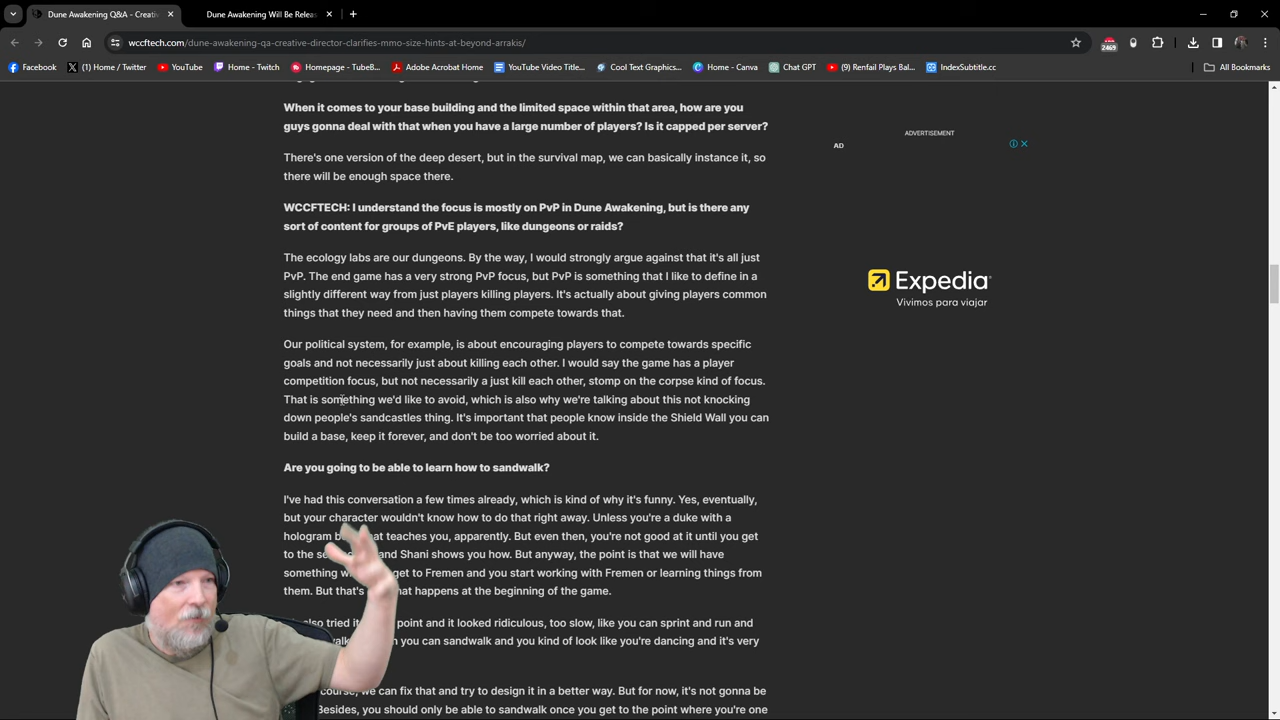 Dune Awakening Q&A - Creativ
Dune Awakening Will Be Releas
wccftech.com/dune-awakening-qa-creative-director-clarifies-mmo-size-hints-at-beyond-arrakis/
2469
Facebook
(1) Home / Twitter
YouTube
Home - Twitch
Homepage - TubeB...
Adobe Acrobat Home
YouTube Video Title...
Cool Text Graphics...
Home - Canva
Chat GPT
(9) Renfail Plays Bal...
IndexSubtitle.cc
All Bookmarks
When it comes to your base building and the limited space within that area, how are you
guys gonna deal with that when you have a large number of players? Is it capped per server?
There's one version of the deep desert, but in the survival map, we can basically instance it, so
there will be enough space there.
WCCFTECH: I understand the focus is mostly on PvP in Dune Awakening, but is there any
sort of content for groups of PvE players, like dungeons or raids?
The ecology labs are our dungeons. By the way, I would strongly argue against that it's all just
PvP. The end game has a very strong PvP focus, but PvP is something that I like to define in a
slightly different way from just players killing players. It's actually about giving players common
things that they need and then having them compete towards that.
Our political system, for example, is about encouraging players to compete towards specific
goals and not necessarily just about killing each other. I would say the game has a player
competition focus, but not necessarily a just kill each other, stomp on the corpse kind of focus.
That is something we'd like to avoid, which is also why we're talking about this not knocking
down people's sandcastles thing. It's important that people know inside the Shield Wall you can
build a base, keep it forever, and don't be too worried about it.
Are you going to be able to learn how to sandwalk?
I've had this conversation a few times already, which is kind of why it's funny. Yes, eventually,
but your character wouldn't know how to do that right away. Unless you're a duke with a
hologram that teaches you, apparently. But even then, you're not good at it until you get
to the and Shani shows you how. But anyway, the point is that we will have
something get to Fremen and you start working with Fremen or learning things from
them. But that's happens at the beginning of the game.
also tried point and it looked ridiculous, too slow, like you can sprint and run and
you can sandwalk and you kind of look like you're dancing and it's very
course, we can fix that and try to design it in a better way. But for now, it's not gonna be
Besides, you should only be able to sandwalk once you get to the point where you're one
ADVERTISEMENT
AD
Expedia
Vivimos para viajar